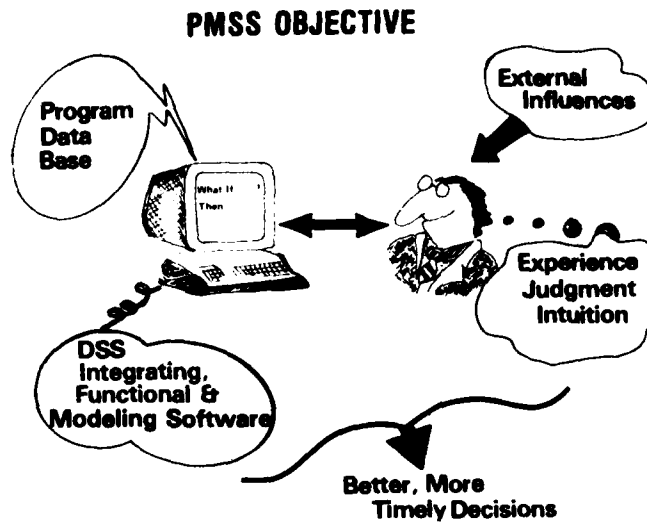 PMSS OBJECTIVE
Program
Data
Base
External
Influences
What If ?
Then
Experience
Judgment
Intuition
DSS
Integrating,
Functional &
Modeling Software
Better, More
Timely Decisions